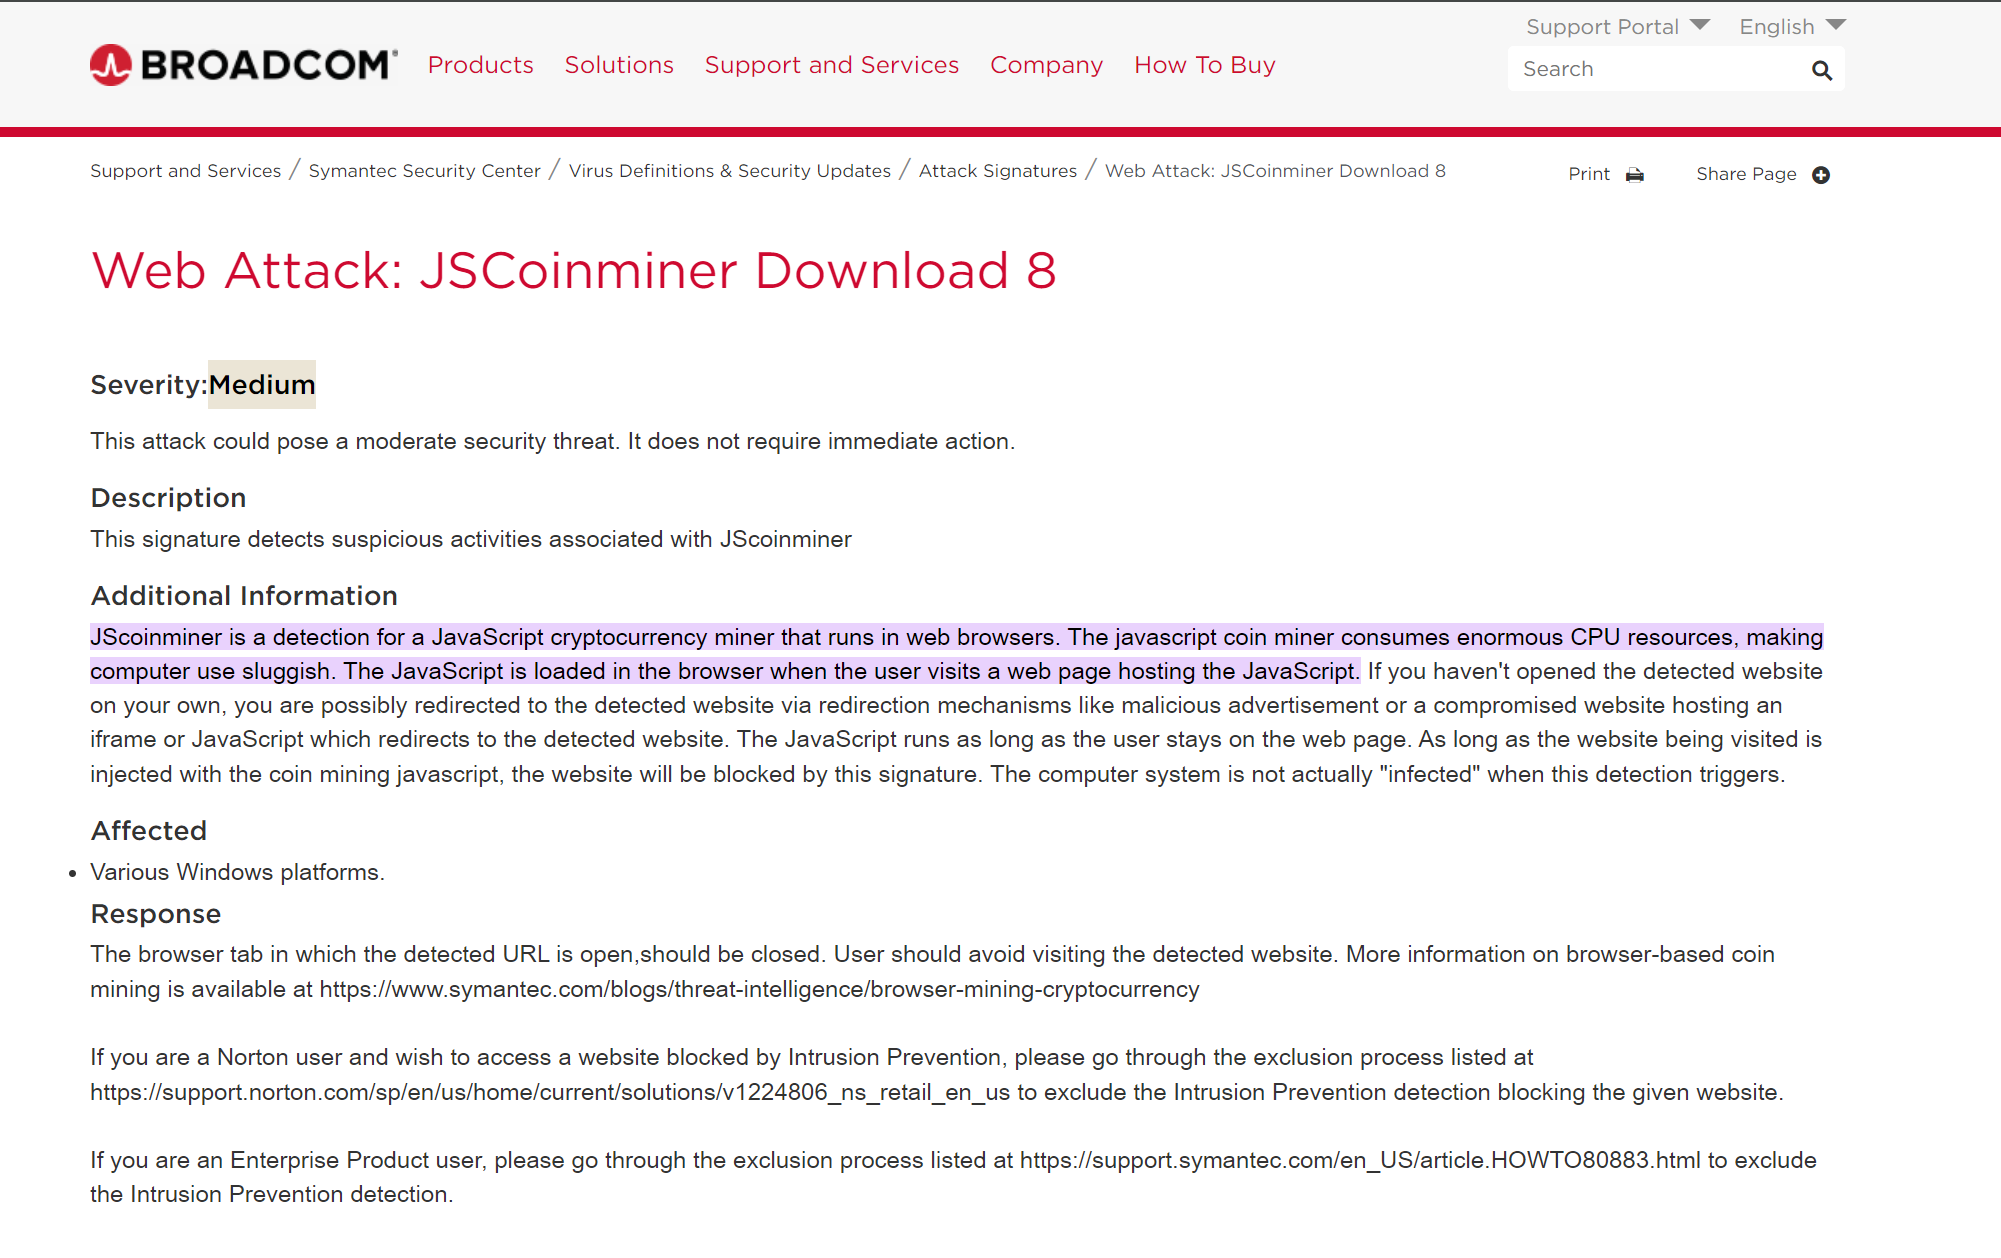 Support Portal English
BROADCOM® Products Solutions Support and Services Company How To Buy
Search
Support and Services / Symantec Security Center / Virus Definitions & Security Updates / Attack Signatures / Web Attack: JSCoinminer Download 8
Print Share Page
Web Attack: JSCoinminer Download 8
Severity:Medium
This attack could pose a moderate security threat. It does not require immediate action.
Description
This signature detects suspicious activities associated with JScoinminer
Additional Information
JScoinminer is a detection for a JavaScript cryptocurrency miner that runs in web browsers. The javascript coin miner consumes enormous CPU resources, making
computer use sluggish. The JavaScript is loaded in the browser when the user visits a web page hosting the JavaScript. If you haven't opened the detected website
on your own, you are possibly redirected to the detected website via redirection mechanisms like malicious advertisement or a compromised website hosting an
iframe or JavaScript which redirects to the detected website. The JavaScript runs as long as the user stays on the web page. As long as the website being visited is
injected with the coin mining javascript, the website will be blocked by this signature. The computer system is not actually "infected" when this detection triggers.
Affected
• Various Windows platforms.
Response
The browser tab in which the detected URL is open,should be closed. User should avoid visiting the detected website. More information on browser-based coin
mining is available at https://www.symantec.com/blogs/threat-intelligence/browser-mining-cryptocurrency
If you are a Norton user and wish to access a website blocked by Intrusion Prevention, please go through the exclusion process listed at
https://support.norton.com/sp/en/us/home/current/solutions/v1224806_ns_retail_en_us to exclude the Intrusion Prevention detection blocking the given website.
If you are an Enterprise Product user, please go through the exclusion process listed at https://support.symantec.com/en_US/article.HOWTO80883.html to exclude
the Intrusion Prevention detection.